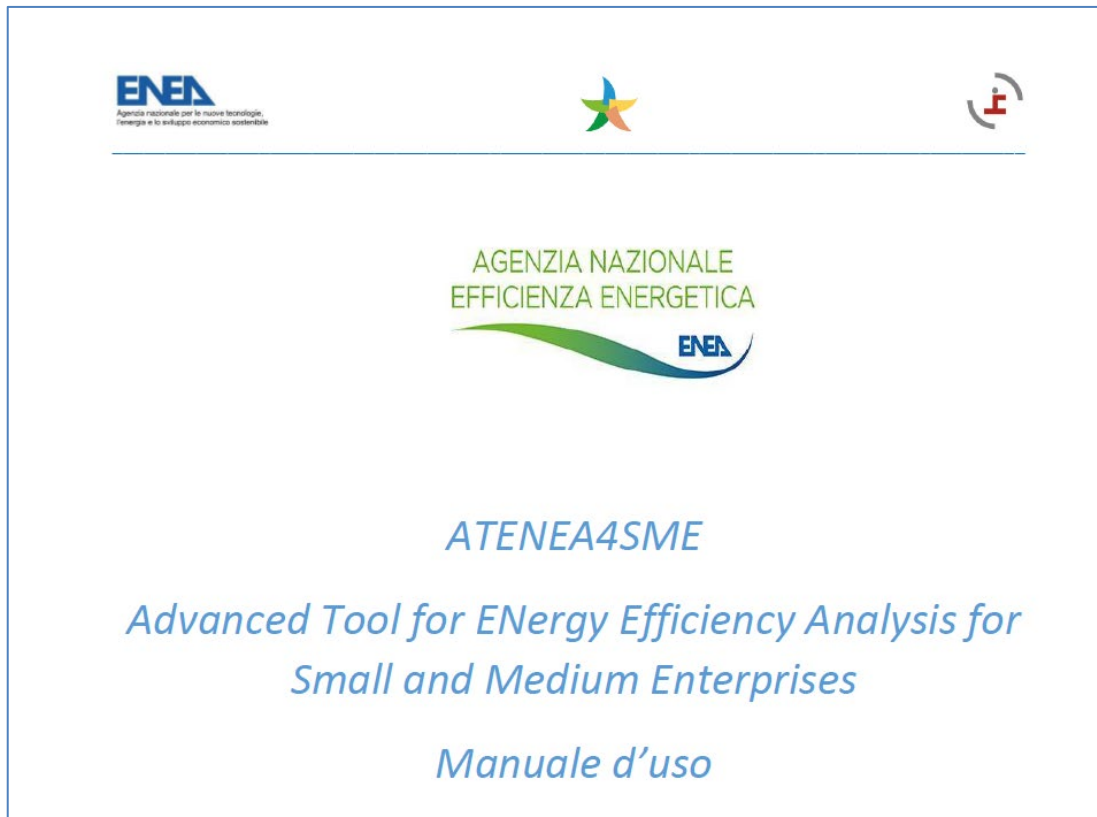 ENEA
Agenzia nazionale per le nuove tecnologie,
l'energia e lo sviluppo economico sostenibile
AGENZIA NAZIONALE
EFFICIENZA ENERGETICA
ENEA
ATENEA4SME
Advanced Tool for ENergy Efficiency Analysis for
Small and Medium Enterprises
Manuale d'uso